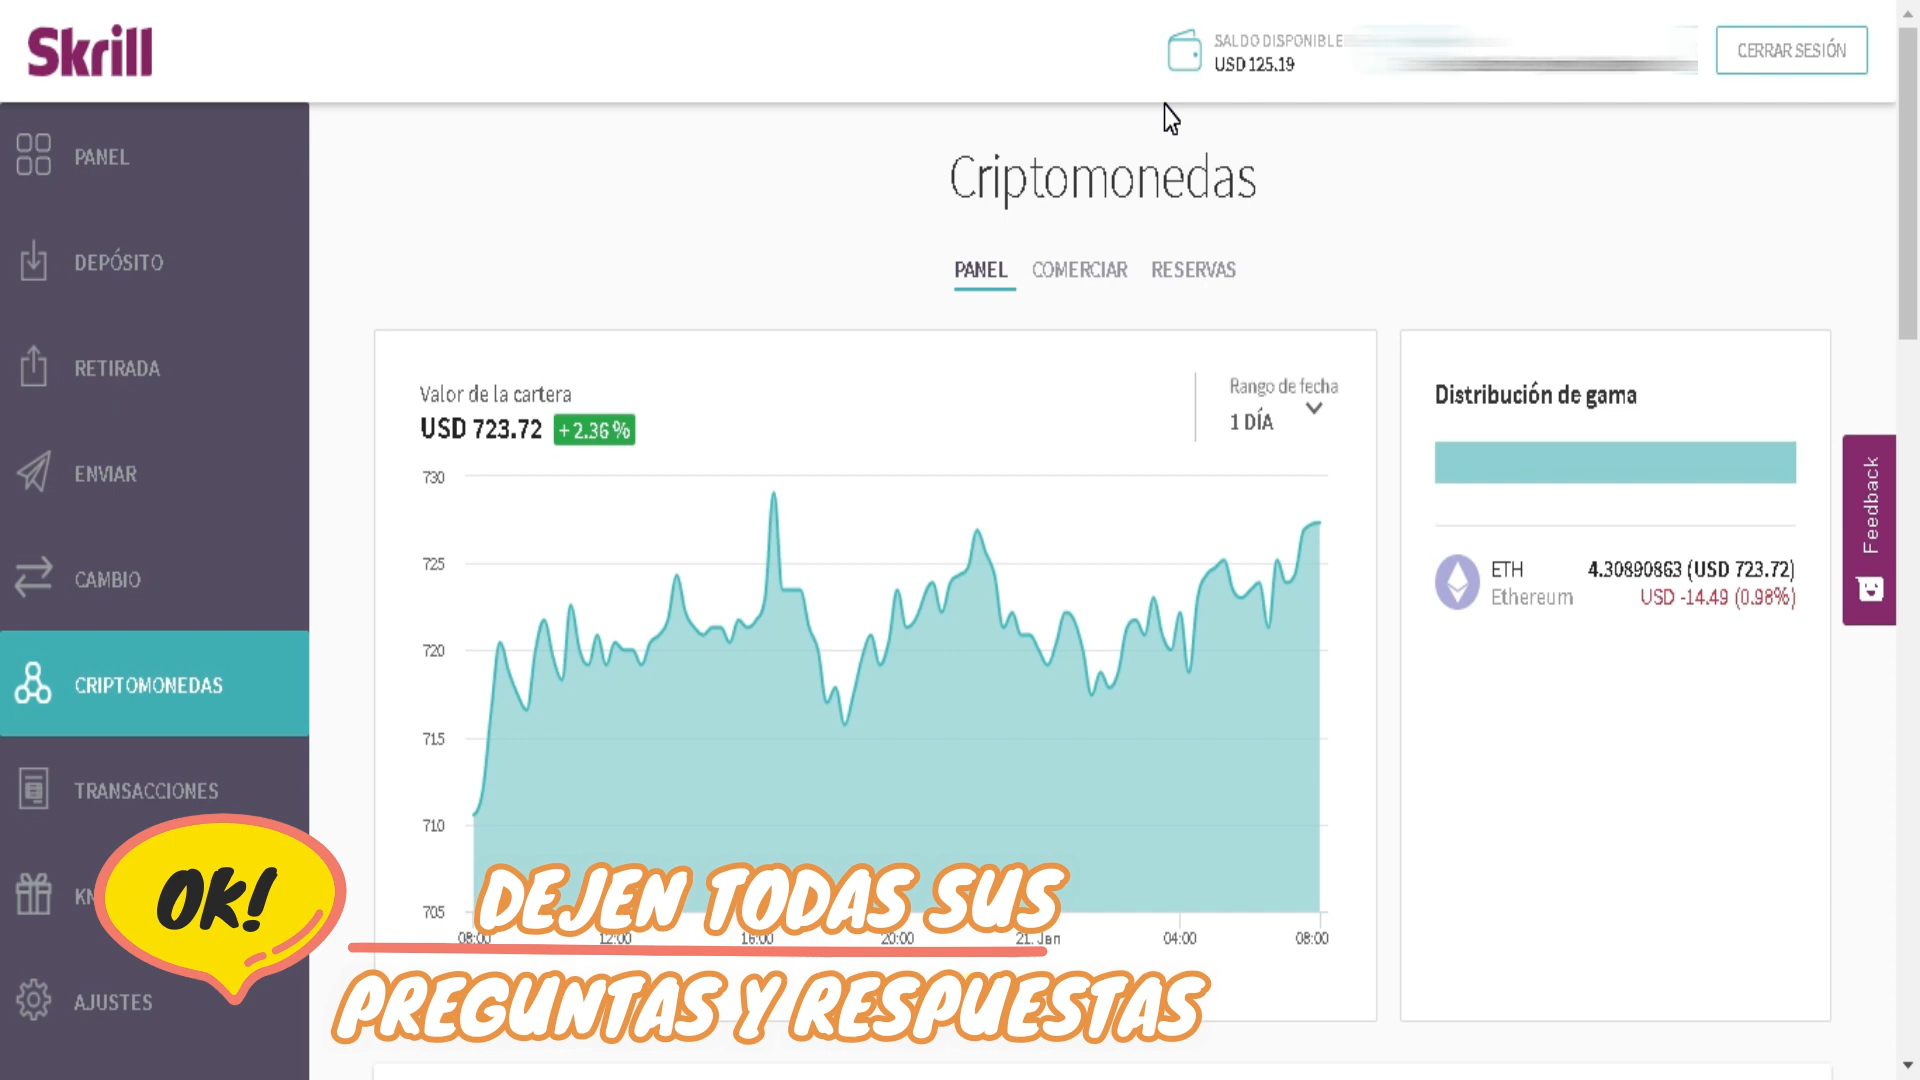 Skrill
SALDO DISPONIBLE
USD 125.19
CERRAR SESIÓN
PANEL
DEPÓSITO
RETIRADA
ENVIAR
CAMBIO
CRIPTOMONEDAS
TRANSACCIONES
KN
AJUSTES
Criptomonedas
PANEL COMERCIAR RESERVAS
Valor de la cartera
USD 723.72 +2.36 %
Rango de fecha
1 DÍA
730
725
720
715
710
705
08:00 12:00 16:00 20:00 21. Jan 04:00 08:00
Distribución de gama
ETH 4.30890863 (USD 723.72)
Ethereum USD -14.49 (0.98%)
Feedback
OK!
DEJEN TODAS SUS
PREGUNTAS Y RESPUESTAS